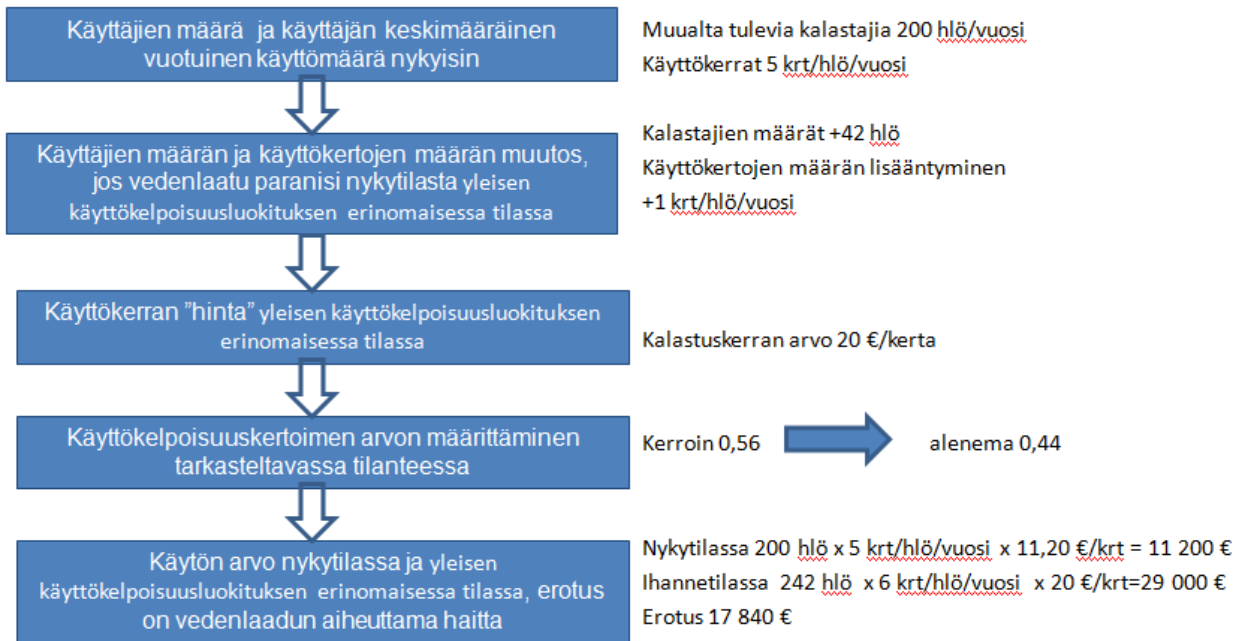 Käyttäjien määrä ja käyttäjän keskimääräinen
vuotuinen käyttömäärä nykyisin
Muualta tulevia kalastajia 200 hlö/vuosi
Käyttökerrat 5 krt/hlö/vuosi
Käyttäjien määrän ja käyttökertojen määrän muutos,
jos vedenlaatu paranisi nykytilasta yleisen
käyttökelpoisuusluokituksen erinomaisessa tilassa
Kalastajien määrät +42 hlö
Käyttökertojen määrän lisääntyminen
+1 krt/hlö/vuosi
Käyttökerran ”hinta” yleisen käyttökelpoisuusluokituksen
erinomaisessa tilassa
Kalastuskerran arvo 20 €/kerta
Käyttökelpoisuuskertoimen arvon määrittäminen
tarkasteltavassa tilanteessa
Kerroin 0,56 alenema 0,44
Käytön arvo nykytilassa ja yleisen
käyttökelpoisuusluokituksen erinomaisessa tilassa, erotus
on vedenlaadun aiheuttama haitta
Nykytilassa 200 hlö x 5 krt/hlö/vuosi x 11,20 €/krt = 11 200 €
Ihannetilassa 242 hlö x 6 krt/hlö/vuosi x 20 €/krt=29 000 €
Erotus 17 840 €